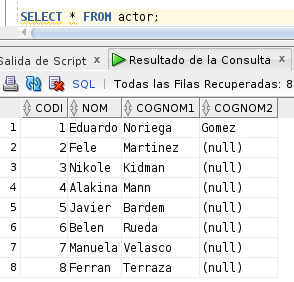 SELECT * FROM actor;
Salida de Script x Resultado de la Consulta x
SQL | Todas las Filas Recuperadas: 8
CODI NOM COGNOM1 COGNOM2
1 1 Eduardo Noriega Gomez
2 2 Fele Martinez (null)
3 3 Nikole Kidman (null)
4 4 Alakina Mann (null)
5 5 Javier Bardem (null)
6 6 Belen Rueda (null)
7 7 Manuela Velasco (null)
8 8 Ferran Terraza (null)